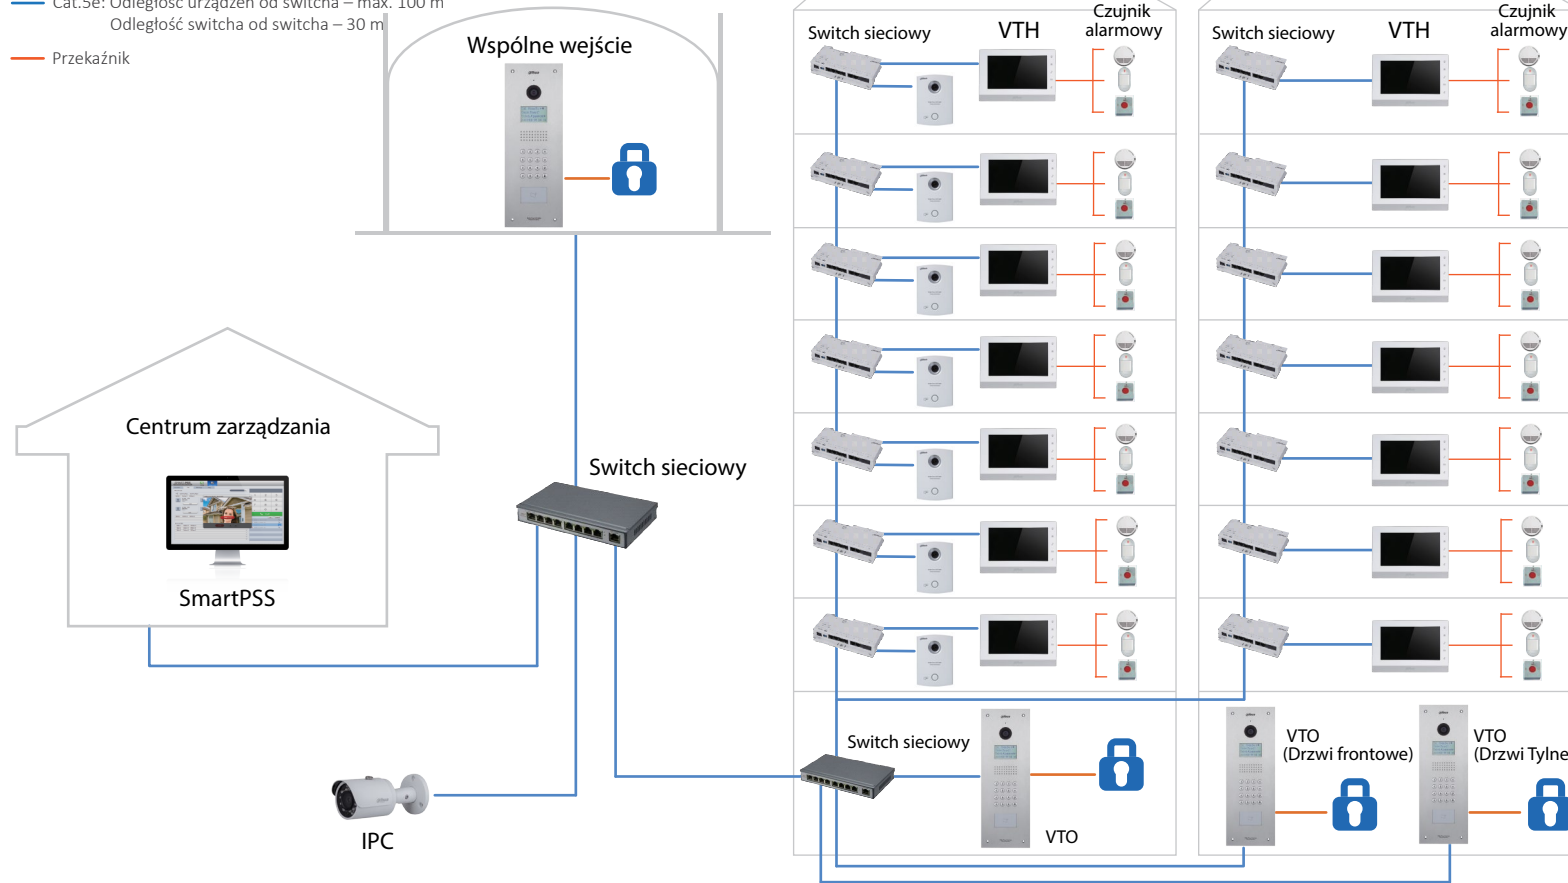 Cat.5e: Odległość urządzeń od switcha – max. 100 m
Odległość switcha od switcha – 30 m
Przekaźnik
Wspólne wejście
Centrum zarządzania
SmartPSS
Switch sieciowy
IPC
Switch sieciowy
VTH
Czujnik
alarmowy
Switch sieciowy
VTH
Czujnik
alarmowy
Switch sieciowy
VTO
VTO
(Drzwi frontowe)
VTO
(Drzwi Tylne